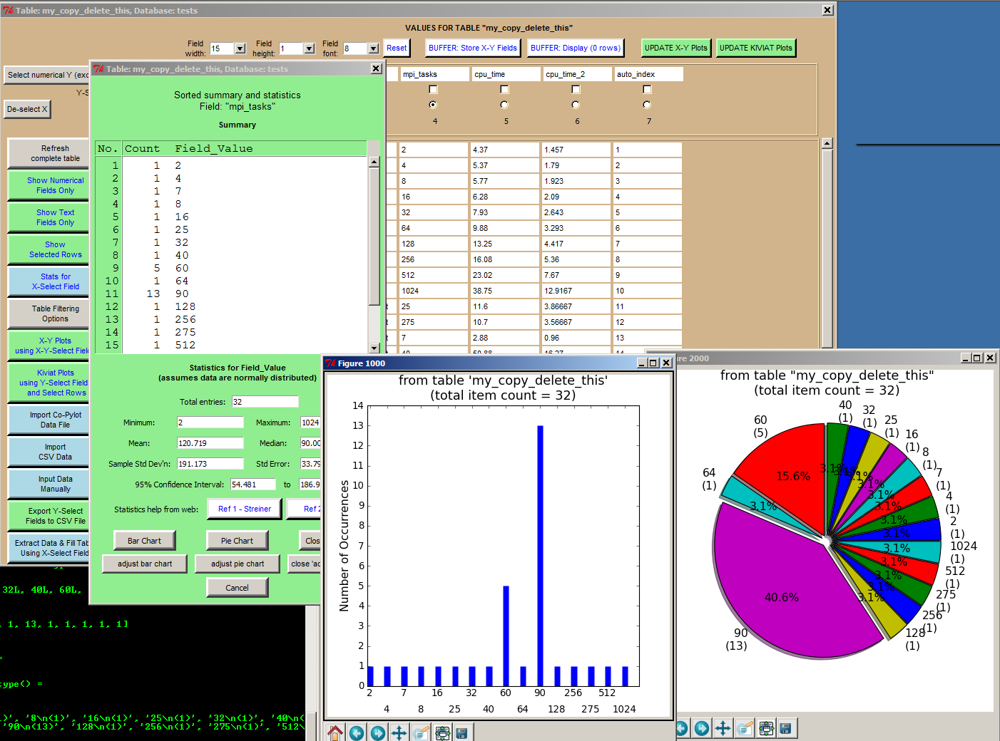 Table: my_copy_delete_this, Database: tests
VALUES FOR TABLE "my_copy_delete_this"
Field width: 15
Field height: 1
Field font: 8
Reset
BUFFER: Store X-Y Fields
BUFFER: Display (0 rows)
UPDATE X-Y Plots
UPDATE KIVIAT Plots
Select numerical Y (exc
Y-S
De-select X
mpi_tasks cpu_time cpu_time_2 auto_index
4 5 6 7
2 4.37 1.457 1
4 5.37 1.79 2
8 5.77 1.923 3
16 6.28 2.09 4
32 7.93 2.643 5
64 9.88 3.293 6
128 13.25 4.417 7
256 16.08 5.36 8
512 23.02 7.67 9
1024 38.75 12.9167 10
25 11.6 3.86667 11
275 10.7 3.56667 12
7 2.88 0.96 13
Refresh
complete table
Show Numerical
Fields Only
Show Text
Fields Only
Show
Selected Rows
Stats for
X-Select Field
Table Filtering
Options
X-Y Plots
using X-Y-Select Field
Kiviat Plots
using Y-Select Fields
and Select Rows
Import Co-Pylot
Data File
Import
CSV Data
Input Data
Manually
Export Y-Select
Fields to CSV File
Extract Data & Fill Tab
Using X-Select Field
Table: my_copy_delete_this, Database: tests
Sorted summary and statistics
Field: "mpi_tasks"
Summary
No. Count Field_Value
1 1 2
2 1 4
3 1 7
4 1 8
5 1 16
6 1 25
7 1 32
8 1 40
9 5 60
10 1 64
11 13 90
12 1 128
13 1 256
14 1 275
15 1 512
Statistics for Field_Value
(assumes data are normally distributed)
Total entries: 32
Minimum: 2 Maximum: 1024
Mean: 120.719 Median: 90.00
Sample Std Dev'n: 191.173 Std Error: 33.79
95% Confidence Interval: 54.481 to 186.9
Statistics help from web: Ref 1 - Streiner Ref 2
Bar Chart Pie Chart Clos
adjust bar chart adjust pie chart close 'ad
Cancel
32L, 40L, 60L,
, 1, 13, 1, 1, 1, 1, 1]
=
ype() =
)', '8\n(1)', '16\n(1)', '25\n(1)', '32\n(1)', '40\n(
'90\n(13)', '128\n(1)', '256\n(1)', '275\n(1)', '512\
Figure 1000
from table 'my_copy_delete_this'
(total item count = 32)
Number of Occurrences
14
13
12
11
10
9
8
7
6
5
4
3
2
1
0
2 7 16 32 60 90 256 512
4 8 25 40 64 128 275 1024
ure 2000
from table "my_copy_delete_this"
(total item count = 32)
40
(1)
32
(1)
25
(1)
16
(1)
8
(1)
7
(1)
4
(1)
2
(1)
1024
(1)
512
(1)
275
(1)
256
(1)
128
(1)
90
(13)
64
(1)
60
(5)
15.6%
3.1%
40.6%
3.1%
3.1%
3.1%
3.1%
3.1%
3.1%
3.1%
3.1%
3.1%
3.1%
3.1%
3.1%
3.1%